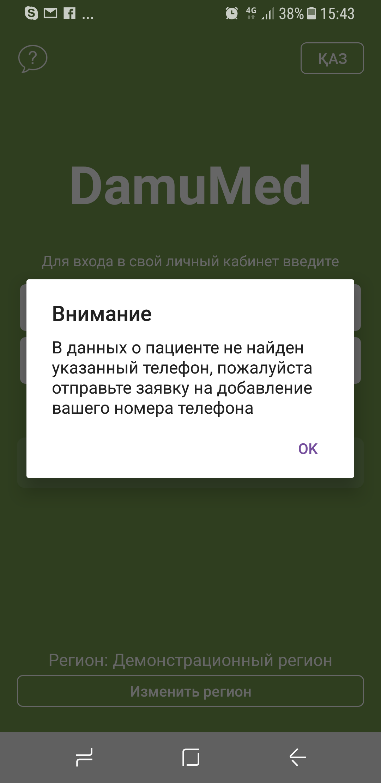 ... 4G 38% 15:43
?
ҚАЗ
DamuMed
Для входа в свой личный кабинет введите
Внимание
В данных о пациенте не найден
указанный телефон, пожалуйста
отправьте заявку на добавление
вашего номера телефона
OK
Регион: Демонстрационный регион
Изменить регион